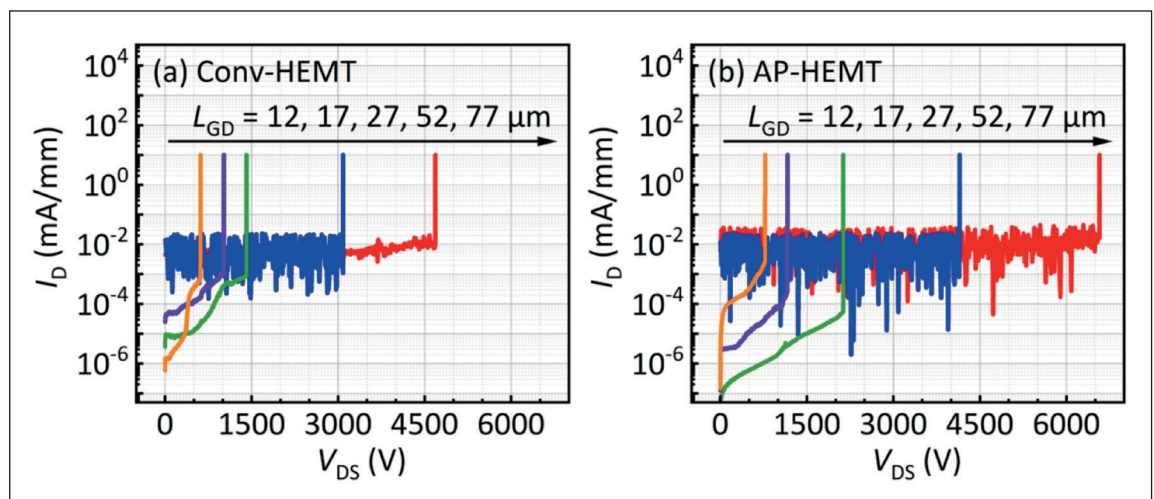 (a) Conv-HEMT
L_GD = 12, 17, 27, 52, 77 μm
I_D (mA/mm)
10^4
10^2
10^0
10^-2
10^-4
10^-6
0 1500 3000 4500 6000
V_DS (V)
(b) AP-HEMT
L_GD = 12, 17, 27, 52, 77 μm
I_D (mA/mm)
10^4
10^2
10^0
10^-2
10^-4
10^-6
0 1500 3000 4500 6000
V_DS (V)